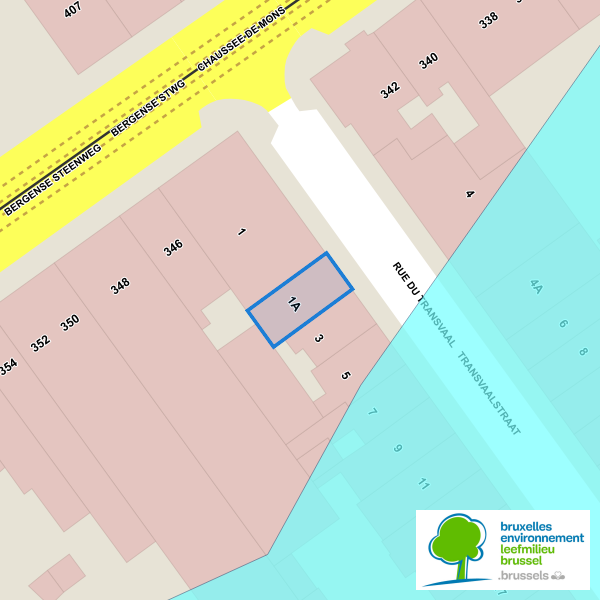 407
CHAUSSEE DE MONS
338
340
342
BERGENSE STWG
BERGENSE STEENWEG
4
1
346
348
350
352
354
1A
3
5
RUE DU TRANSVAAL
TRANSVAALSTRAAT
4A
6
8
7
9
11
bruxelles
environnement
leefmilieu
brussel
.brussels